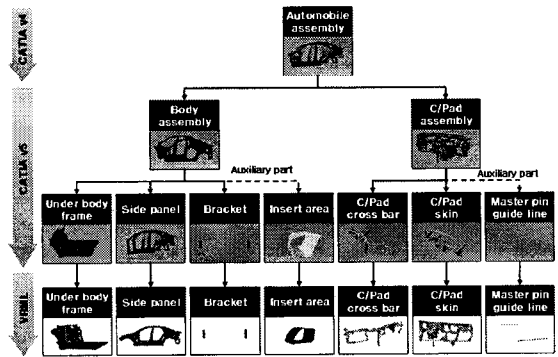 CATIA v4
Automobile
assembly
CATIA v5
Body
assembly
C/Pad
assembly
Auxiliary part
Auxiliary part
Under body
frame
Side panel
Bracket
Insert area
C/Pad
cross bar
C/Pad
skin
Master pin
guide line
VRML
Under body
frame
Side panel
Bracket
Insert area
C/Pad
cross bar
C/Pad
skin
Master pin
guide line